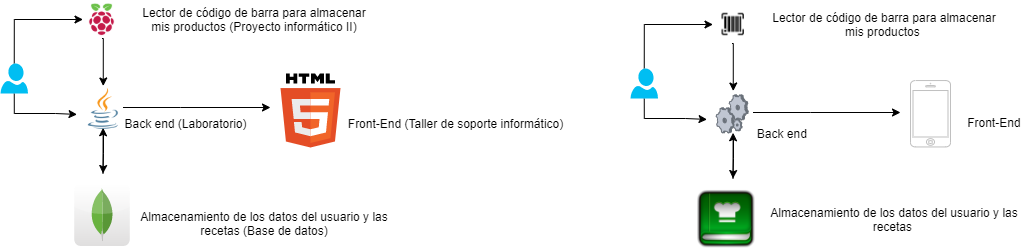 Lector de código de barra para almacenar
mis productos (Proyecto informático II)
HTML
5
Back end (Laboratorio)
Front-End (Taller de soporte informático)
Almacenamiento de los datos del usuario y las
recetas (Base de datos)
Lector de código de barra para almacenar
mis productos
Back end
Front-End
Almacenamiento de los datos del usuario y las
recetas